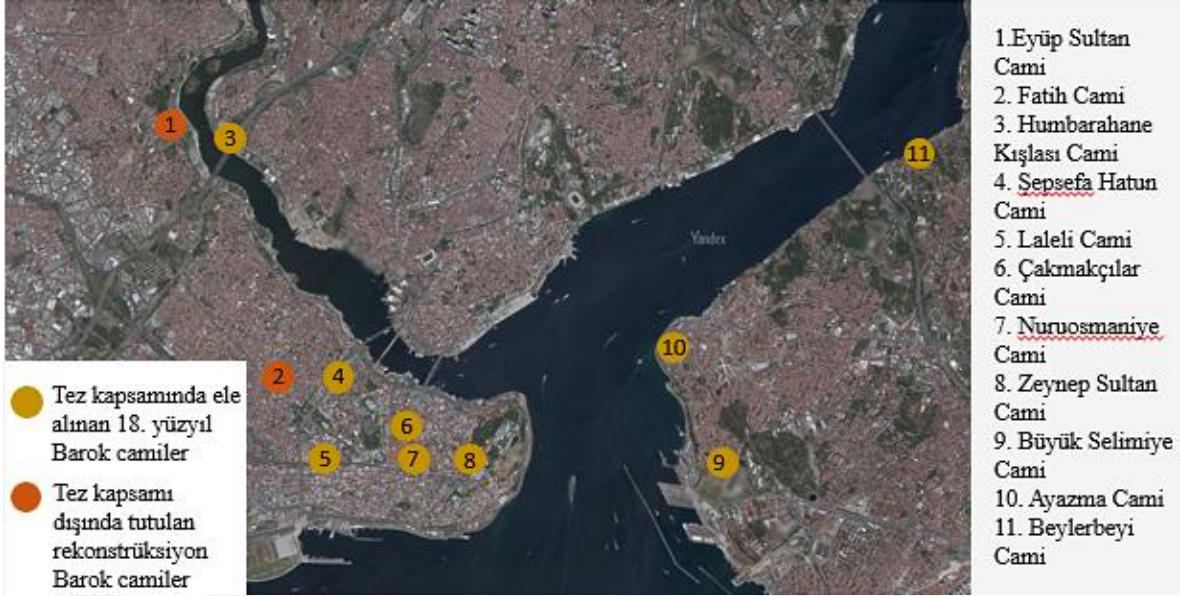 1
3
11
Yandex
10
2
4
6
5
7
8
9
Tez kapsamında ele
alınan 18. yüzyıl
Barok camiler
Tez kapsamı
dışında tutulan
rekonstrüksiyon
Barok camiler
1.Eyüp Sultan
Cami
2. Fatih Cami
3. Humbarahane
Kışlası Cami
4. Şepsefa Hatun
Cami
5. Laleli Cami
6. Çakmakçılar
Cami
7. Nuruosmaniye
Cami
8. Zeynep Sultan
Cami
9. Büyük Selimiye
Cami
10. Ayazma Cami
11. Beylerbeyi
Cami